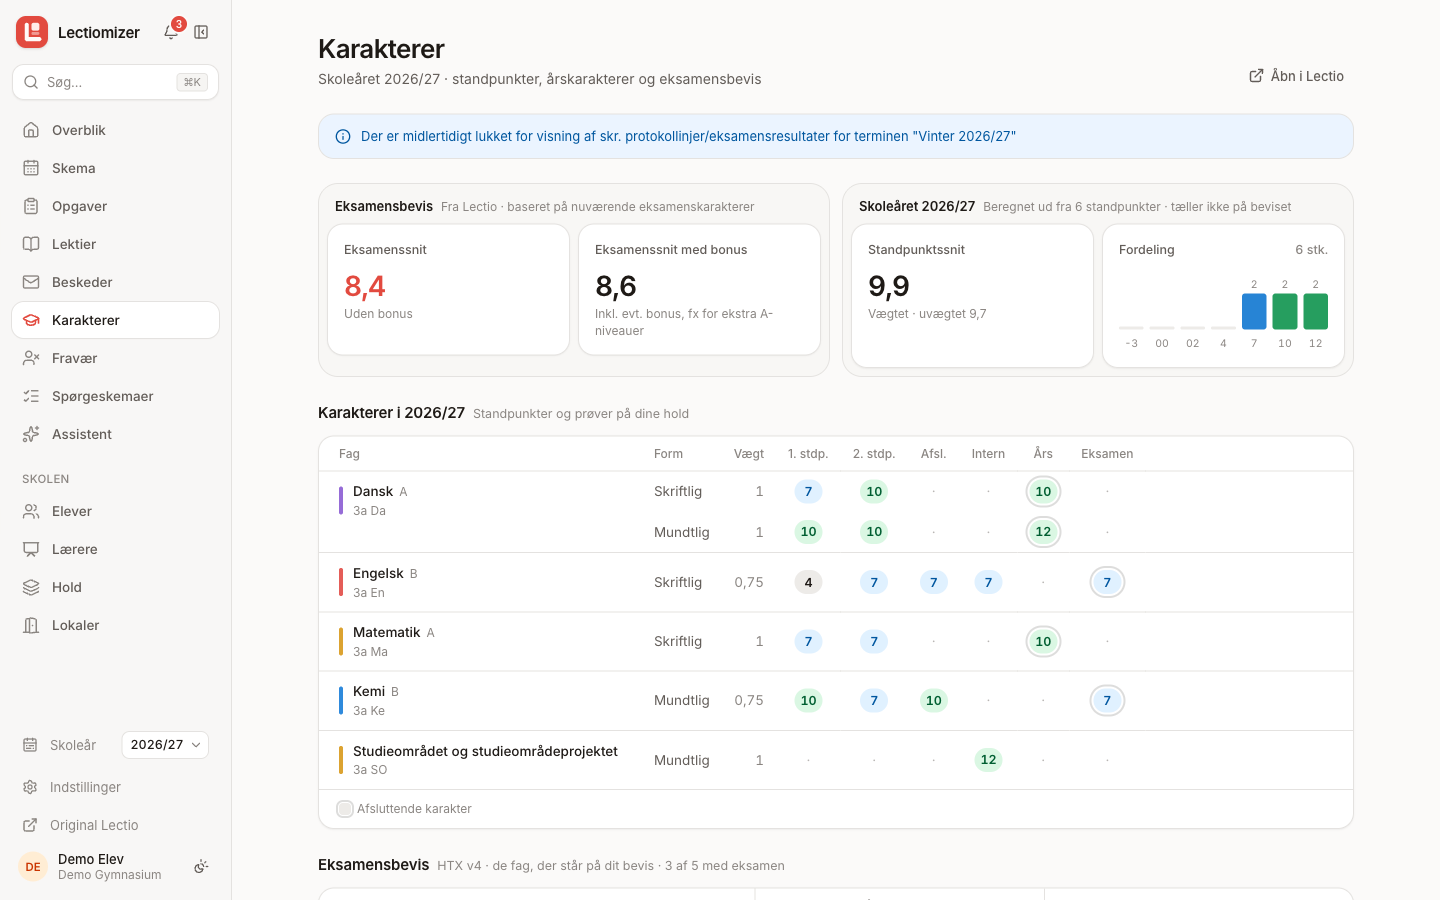 Lectiomizer
3
Søg...
⌘K
Overblik
Skema
Opgaver
Lektier
Beskeder
Karakterer
Fravær
Spørgeskemaer
Assistent
SKOLEN
Elever
Lærere
Hold
Lokaler
Skoleår
2026/27
Indstillinger
Original Lectio
DE
Demo Elev
Demo Gymnasium
Karakterer
Skoleåret 2026/27 · standpunkter, årskarakterer og eksamensbevis
Åbn i Lectio
Der er midlertidigt lukket for visning af skr. protokollinjer/eksamensresultater for terminen "Vinter 2026/27"
Eksamensbevis Fra Lectio · baseret på nuværende eksamenskarakterer
Eksamenssnit
8,4
Uden bonus
Eksamenssnit med bonus
8,6
Inkl. evt. bonus, fx for ekstra A-
niveauer
Skoleåret 2026/27 Beregnet ud fra 6 standpunkter · tæller ikke på beviset
Standpunktssnit
9,9
Vægtet · uvægtet 9,7
Fordeling 6 stk.
2 2 2
-3 00 02 4 7 10 12
Karakterer i 2026/27 Standpunkter og prøver på dine hold
Fag Form Vægt 1. stdp. 2. stdp. Afsl. Intern Års Eksamen
Dansk A Skriftlig 1 7 10 · · 10 ·
3a Da
Mundtlig 1 10 10 · · 12 ·
Engelsk B Skriftlig 0,75 4 7 7 7 · 7
3a En
Matematik A Skriftlig 1 7 7 · · 10 ·
3a Ma
Kemi B Mundtlig 0,75 10 7 10 · · 7
3a Ke
Studieområdet og studieområdeprojektet Mundtlig 1 · · · 12 · ·
3a SO
Afsluttende karakter
Eksamensbevis HTX v4 · de fag, der står på dit bevis · 3 af 5 med eksamen